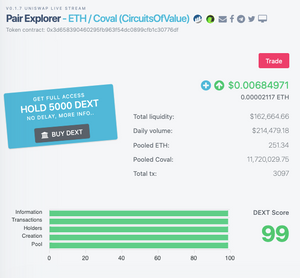 V0.1.7 UNISWAP LIVE STREAM
Pair Explorer - ETH / Coval (CircuitsOfValue)
Token contract: 0x3d658390460295fb963f54dc0899cfb1c30776df
Trade
GET FULL ACCESS
HOLD 5000 DEXT
NO DELAY, MORE INFO..
BUY DEXT
$0.00684971
0.00002117 ETH
Total liquidity: $162,664.66
Daily volume: $214,479.18
Pooled ETH: 251.34
Pooled Coval: 11,720,029.75
Total tx: 3097
Information
Transactions
Holders
Creation
Pool
0 20 40 60 80 100
DEXT Score
99